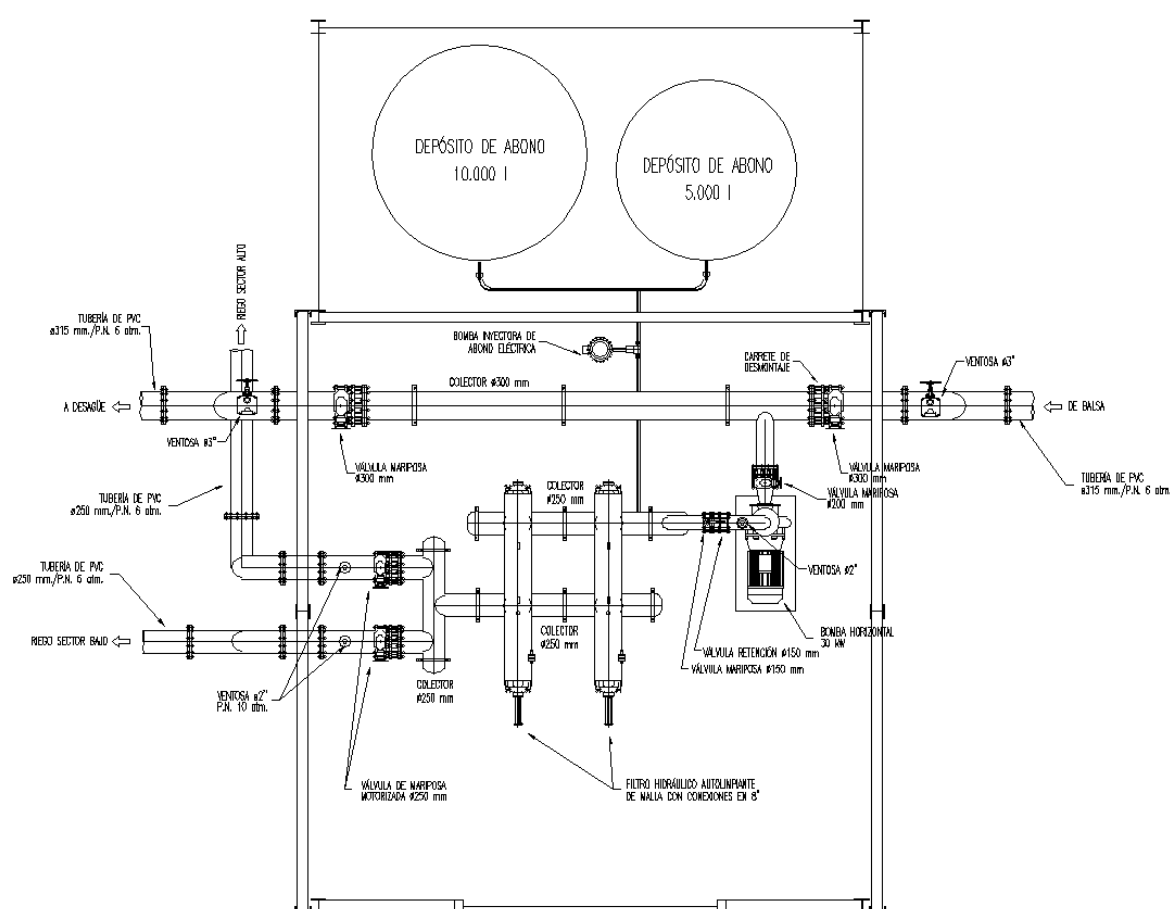 DEPÓSITO DE ABONO
10.000 l
DEPÓSITO DE ABONO
5.000 l
RIEGO SECTOR ALTO
TUBERÍA DE PVC
ø315 mm./P.N. 6 atm.
BOMBA INYECTORA DE
ABONO ELÉCTRICA
CARRETE DE
DESMONTAJE
VENTOSA ø3"
COLECTOR ø300 mm
A DESAGÜE
DE BALSA
VENTOSA ø3"
VÁLVULA MARIPOSA
ø300 mm
VÁLVULA MARIPOSA
ø300 mm
TUBERÍA DE PVC
ø315 mm./P.N. 6 atm.
COLECTOR
ø250 mm
VÁLVULA MARIPOSA
ø200 mm
TUBERÍA DE PVC
ø250 mm./P.N. 6 atm.
TUBERÍA DE PVC
ø250 mm./P.N. 6 atm.
VENTOSA ø2"
RIEGO SECTOR BAJO
COLECTOR
ø250 mm
BOMBA HORIZONTAL
30 kW
VÁLVULA RETENCIÓN ø150 mm
VÁLVULA MARIPOSA ø150 mm
COLECTOR
ø250 mm
VENTOSA ø2"
P.N. 10 atm.
VÁLVULA DE MARIPOSA
MOTORIZADA ø250 mm
FILTRO HIDRÁULICO AUTOLIMPIANTE
DE MALLA CON CONEXIONES EN 8"